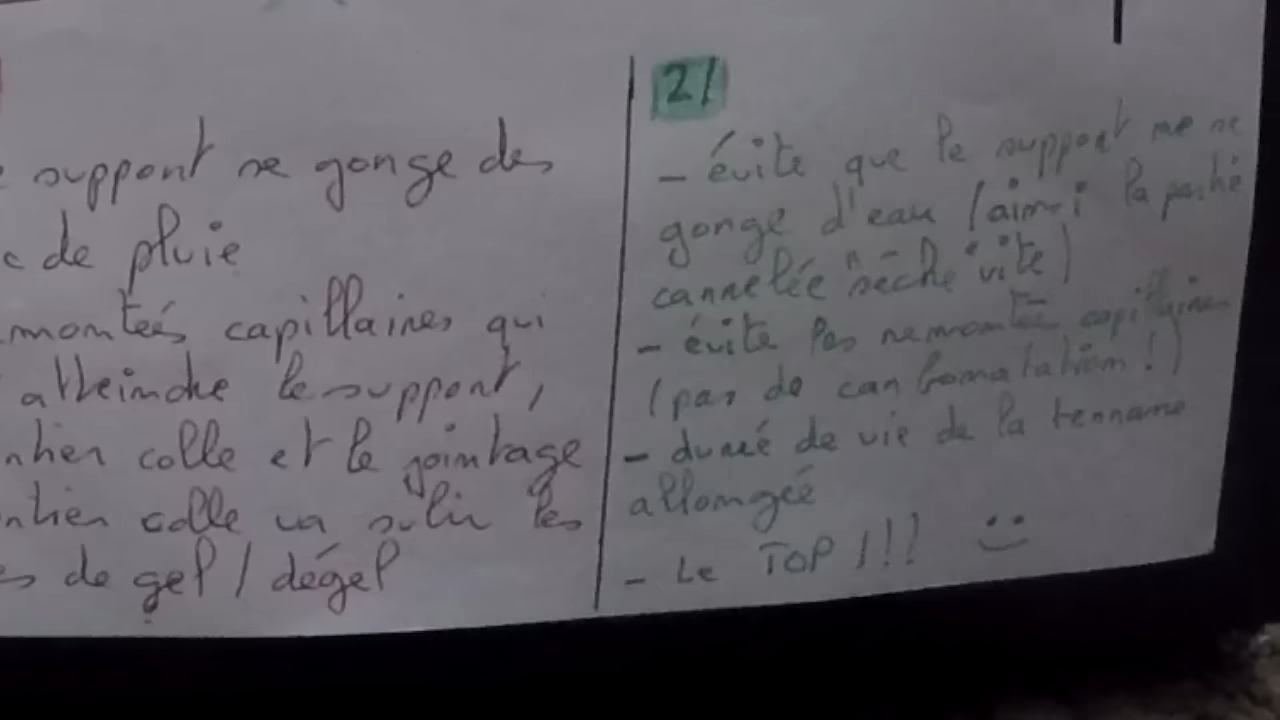 support se gorge des
de pluie
montées capillaires qui
atteindre le support,
colle et le jointage
colle va subir les
de gel / dégel
2/
- évite que le support ne se
gorge d'eau (ainsi la partie
cannelée sèche vite)
- évite les remontées capillaires
(pas de carbonatation !)
- durée de vie de la terrasse
allongée
- Le TOP !!!